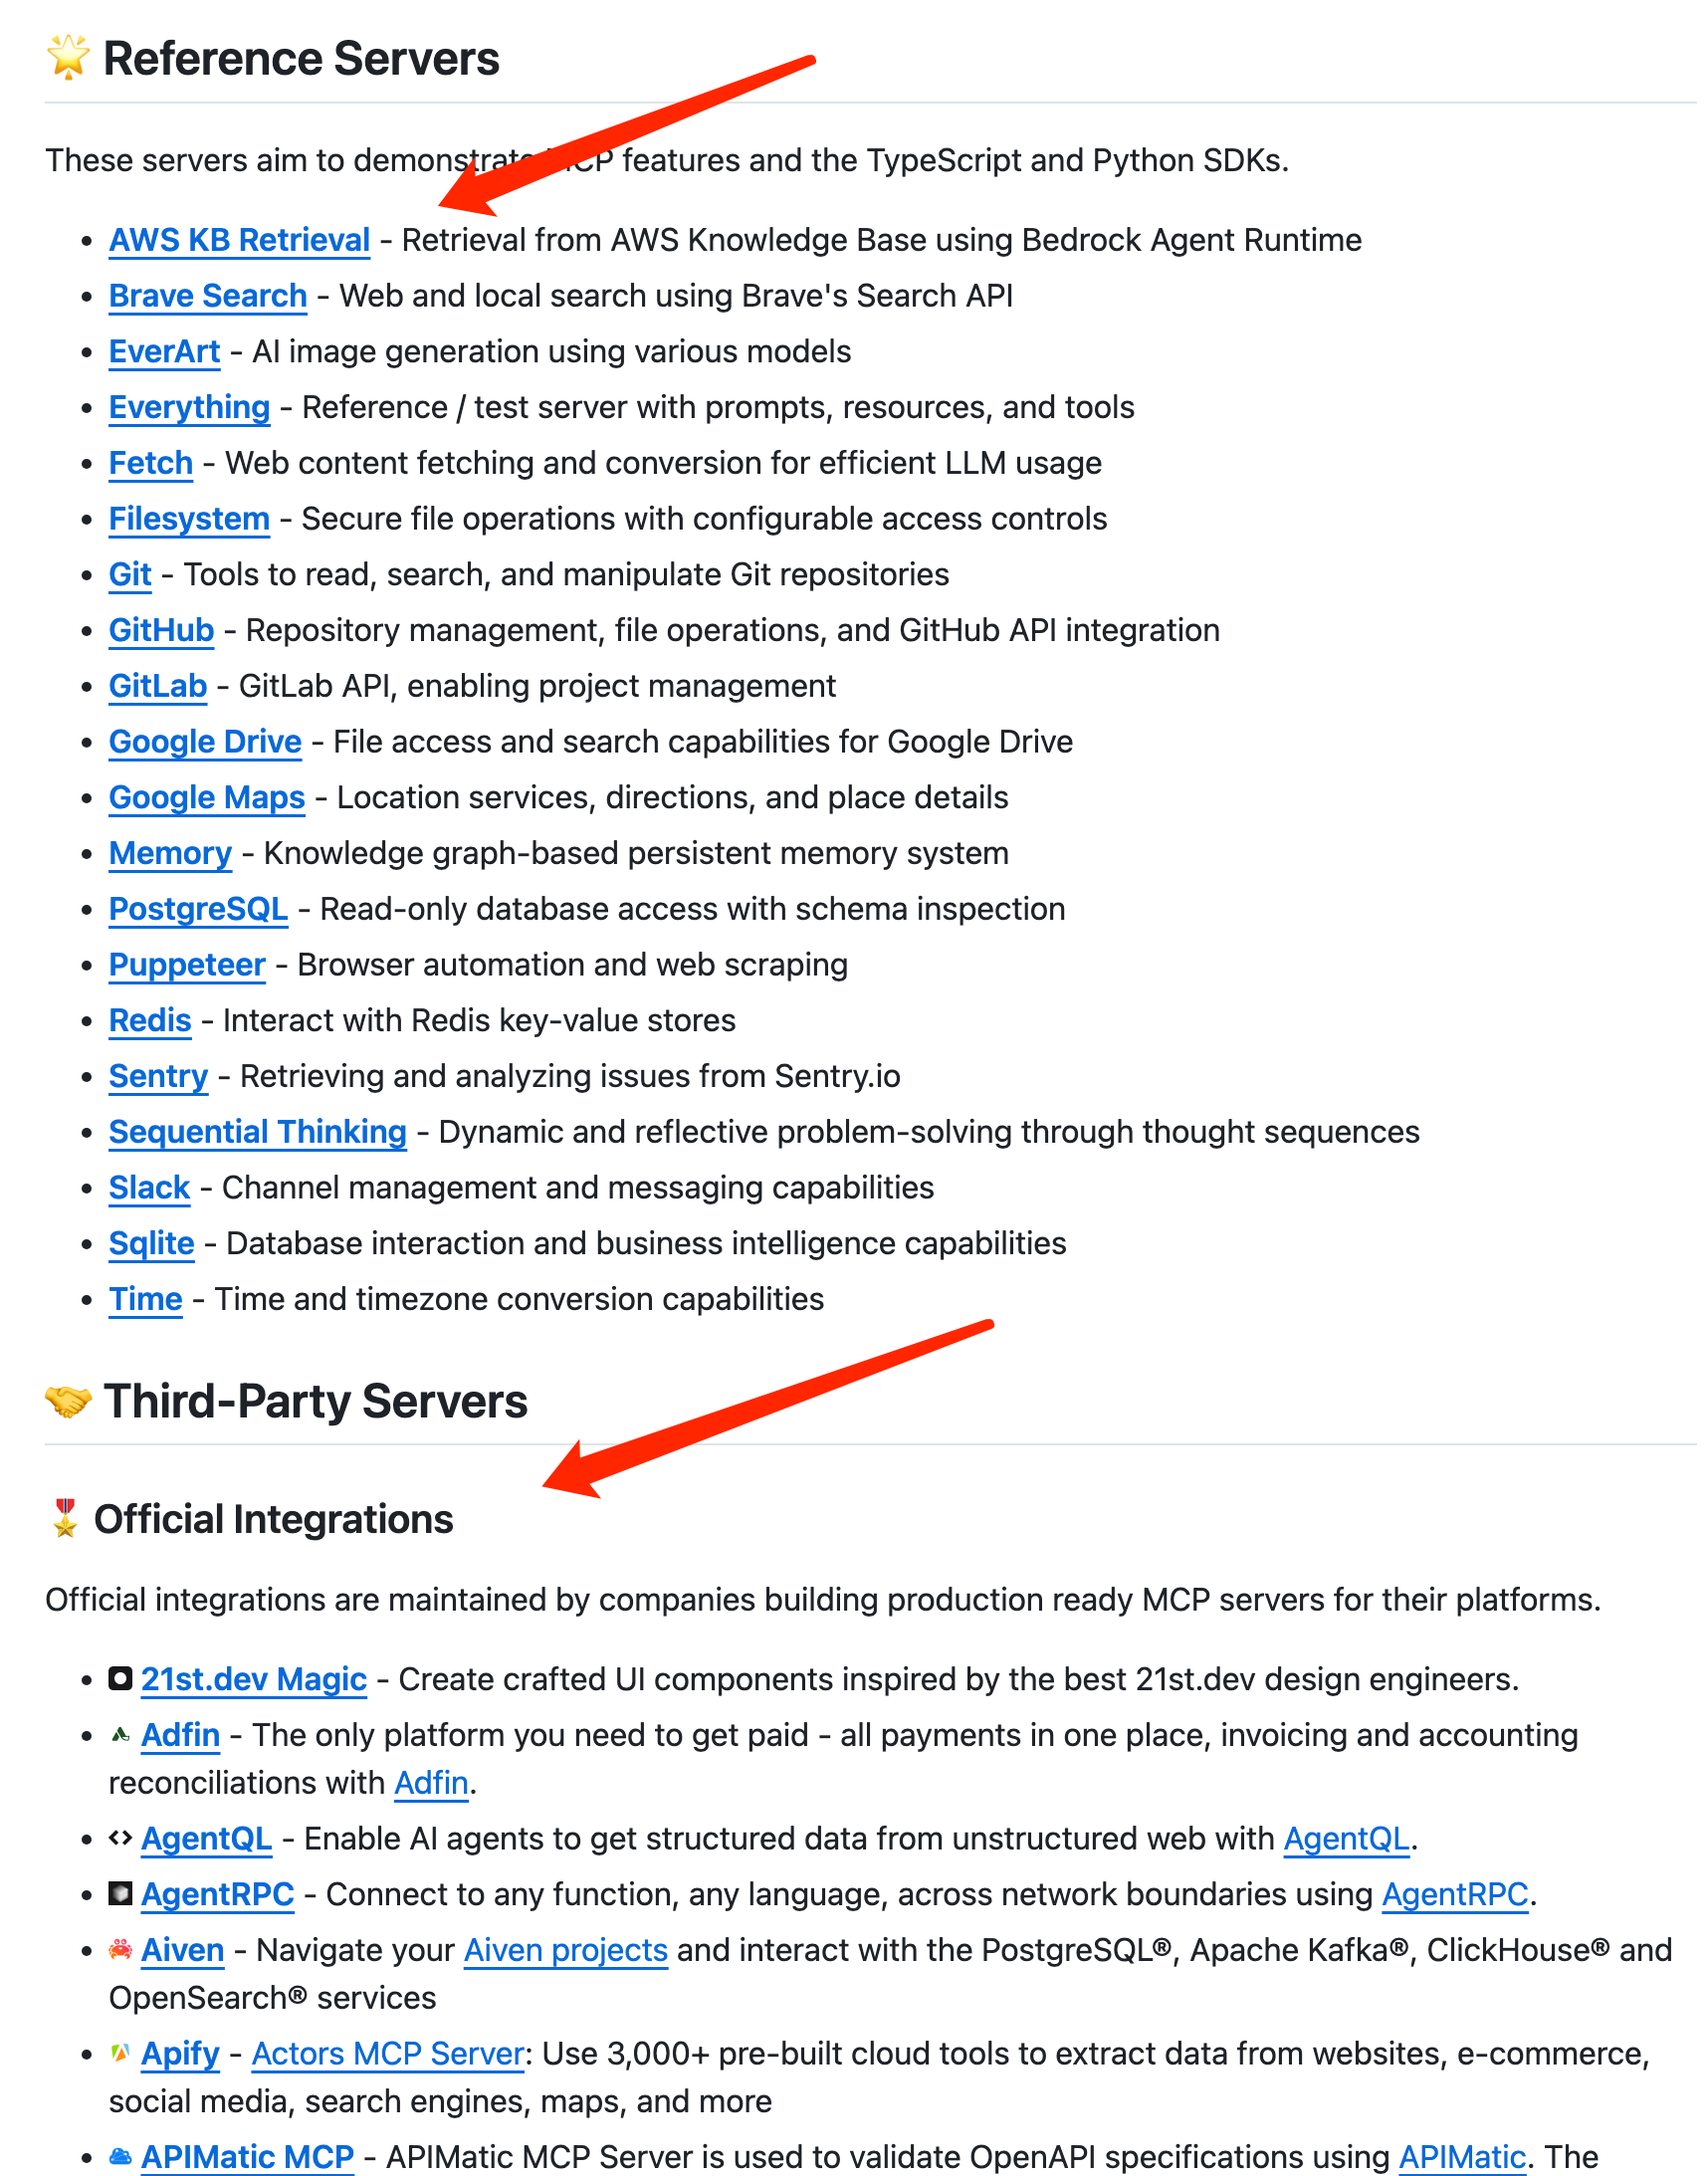 Reference Servers
These servers aim to demonstrate MCP features and the TypeScript and Python SDKs.
AWS KB Retrieval - Retrieval from AWS Knowledge Base using Bedrock Agent Runtime
Brave Search - Web and local search using Brave's Search API
EverArt - AI image generation using various models
Everything - Reference / test server with prompts, resources, and tools
Fetch - Web content fetching and conversion for efficient LLM usage
Filesystem - Secure file operations with configurable access controls
Git - Tools to read, search, and manipulate Git repositories
GitHub - Repository management, file operations, and GitHub API integration
GitLab - GitLab API, enabling project management
Google Drive - File access and search capabilities for Google Drive
Google Maps - Location services, directions, and place details
Memory - Knowledge graph-based persistent memory system
PostgreSQL - Read-only database access with schema inspection
Puppeteer - Browser automation and web scraping
Redis - Interact with Redis key-value stores
Sentry - Retrieving and analyzing issues from Sentry.io
Sequential Thinking - Dynamic and reflective problem-solving through thought sequences
Slack - Channel management and messaging capabilities
Sqlite - Database interaction and business intelligence capabilities
Time - Time and timezone conversion capabilities
Third-Party Servers
Official Integrations
Official integrations are maintained by companies building production ready MCP servers for their platforms.
21st.dev Magic - Create crafted UI components inspired by the best 21st.dev design engineers.
Adfin - The only platform you need to get paid - all payments in one place, invoicing and accounting
reconciliations with Adfin.
AgentQL - Enable AI agents to get structured data from unstructured web with AgentQL.
AgentRPC - Connect to any function, any language, across network boundaries using AgentRPC.
Aiven - Navigate your Aiven projects and interact with the PostgreSQL®, Apache Kafka®, ClickHouse® and
OpenSearch® services
Apify - Actors MCP Server: Use 3,000+ pre-built cloud tools to extract data from websites, e-commerce,
social media, search engines, maps, and more
APIMatic MCP - APIMatic MCP Server is used to validate OpenAPI specifications using APIMatic. The